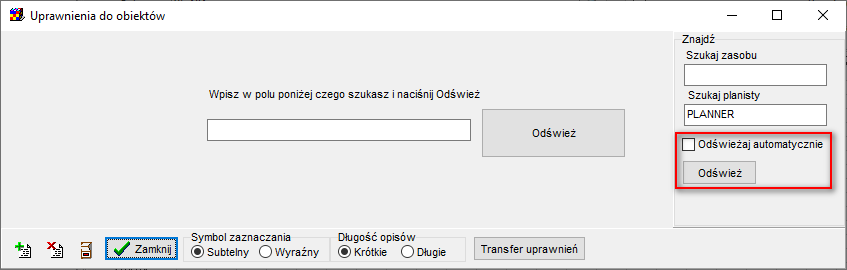 Uprawnienia do obiektów
Znajdź
Szukaj zasobu
Szukaj planisty
PLANNER
Odświeżaj automatycznie
Odśwież
Wpisz w polu poniżej czego szukasz i naciśnij Odśwież
Odśwież
Zamknij
Symbol zaznaczania
Subtelny
Wyraźny
Długość opisów
Krótkie
Długie
Transfer uprawnień